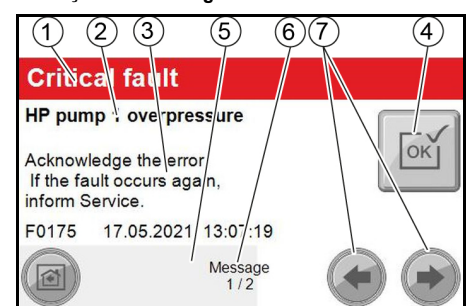 1 2 3 5 6 7 4
Critical fault
HP pump 1 overpressure
OK
Acknowledge the error
If the fault occurs again,
inform Service.
F0175 17.05.2021 13:07:19
Message
1 / 2